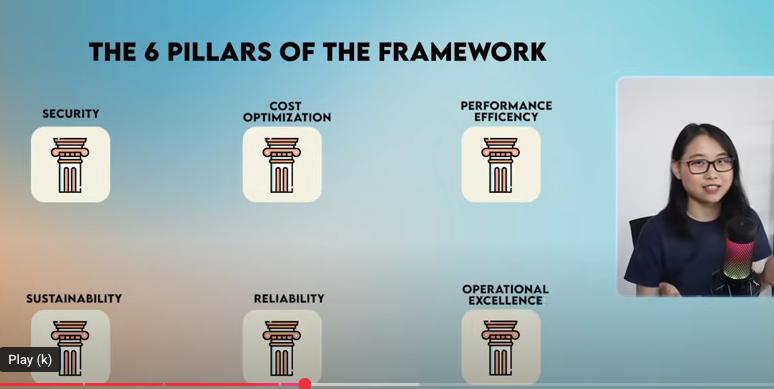 THE 6 PILLARS OF THE FRAMEWORK
SECURITY
COST
OPTIMIZATION
PERFORMANCE
EFFICENCY
SUSTAINABILITY
RELIABILITY
OPERATIONAL
EXCELLENCE
Play (k)